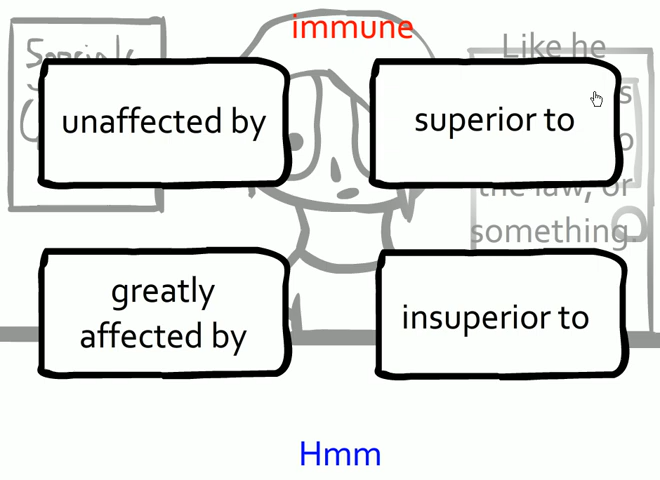 immune
Like he
unaffected by
superior to
the law, or
something.
greatly
affected by
insuperior to
Hmm